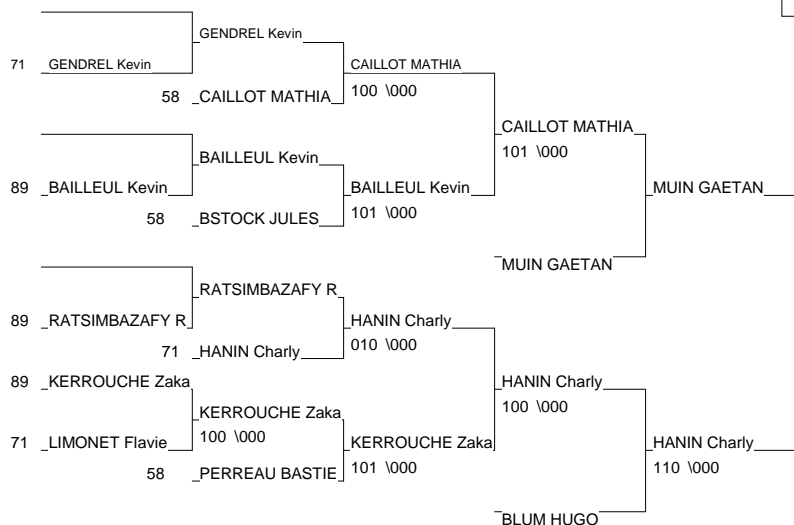 GENDREL Kevin
71 GENDREL Kevin CAILLOT MATHIA
58 CAILLOT MATHIA 100 \000
CAILLOT MATHIA
101 \000
BAILLEUL Kevin
89 BAILLEUL Kevin BAILLEUL Kevin MUIN GAETAN
58 BSTOCK JULES 101 \000
MUIN GAETAN
RATSIMBAZAFY R
89 RATSIMBAZAFY R HANIN Charly
71 HANIN Charly 010 \000
89 KERROUCHE Zaka HANIN Charly
KERROUCHE Zaka 100 \000
100 \000
71 LIMONET Flavie KERROUCHE Zaka HANIN Charly
58 PERREAU BASTIE 101 \000 110 \000
BLUM HUGO